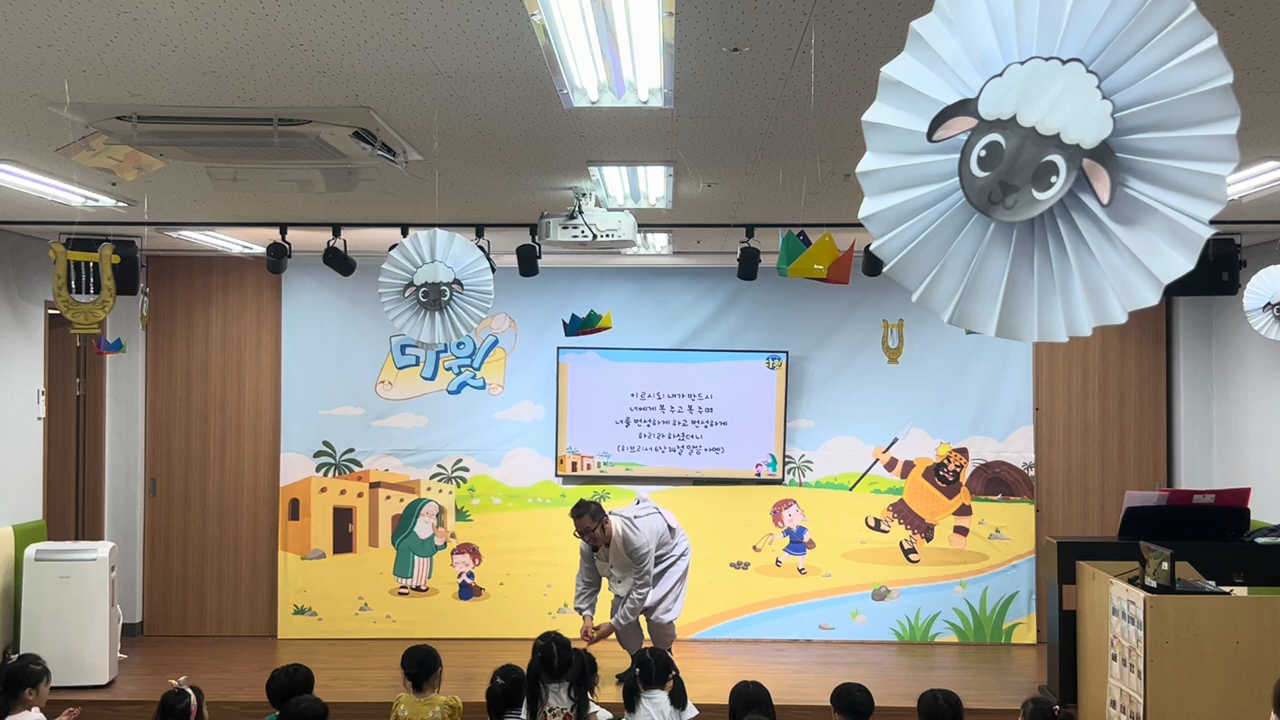 다윗
이르시되 내가 반드시
너에게 복 주고 복 주며
너를 번성하게 하고 번성하게
하리라 하셨더니
(히브리서 6장 14절 말씀 아멘)